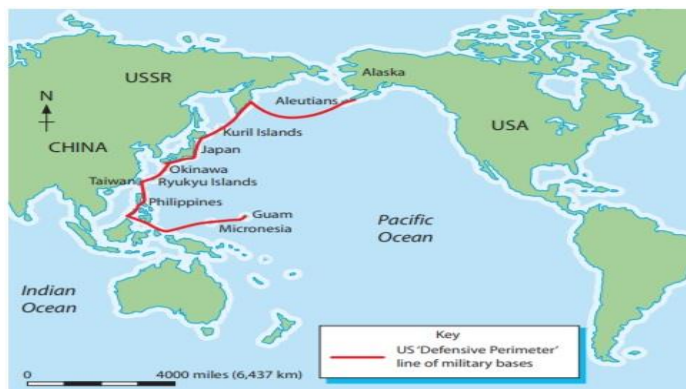 USSR
Alaska
N
Aleutians
Kuril Islands
USA
CHINA
Japan
Okinawa
Taiwan
Ryukyu Islands
Philippines
Guam
Pacific
Ocean
Micronesia
Indian
Ocean
Key
US ‘Defensive Perimeter’
line of military bases
0 4000 miles (6,437 km)